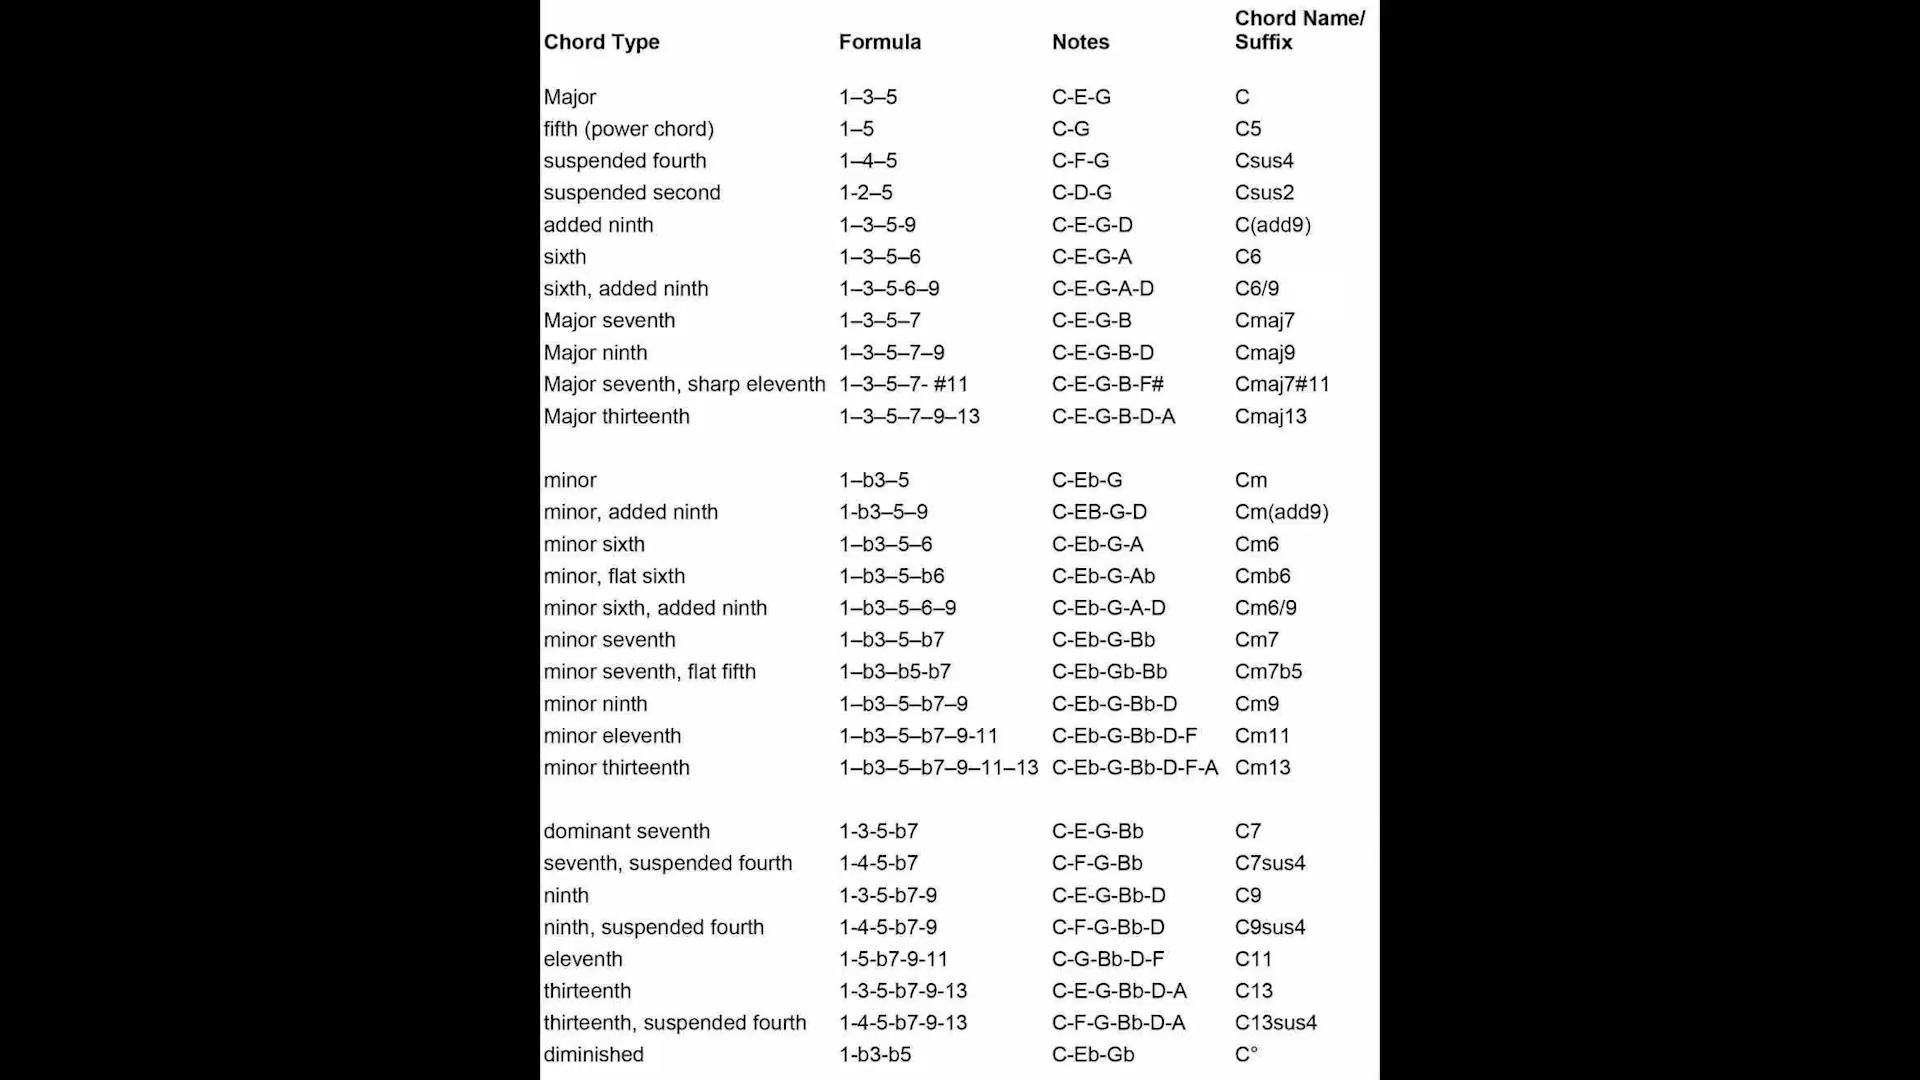 Chord Type Formula Notes Chord Name/
Suffix
Major 1–3–5 C-E-G C
fifth (power chord) 1–5 C-G C5
suspended fourth 1–4–5 C-F-G Csus4
suspended second 1-2–5 C-D-G Csus2
added ninth 1–3–5-9 C-E-G-D C(add9)
sixth 1–3–5–6 C-E-G-A C6
sixth, added ninth 1–3–5-6–9 C-E-G-A-D C6/9
Major seventh 1–3–5–7 C-E-G-B Cmaj7
Major ninth 1–3–5–7–9 C-E-G-B-D Cmaj9
Major seventh, sharp eleventh 1–3–5–7- #11 C-E-G-B-F# Cmaj7#11
Major thirteenth 1–3–5–7–9–13 C-E-G-B-D-A Cmaj13
minor 1–b3–5 C-Eb-G Cm
minor, added ninth 1-b3–5–9 C-EB-G-D Cm(add9)
minor sixth 1–b3–5–6 C-Eb-G-A Cm6
minor, flat sixth 1–b3–5–b6 C-Eb-G-Ab Cmb6
minor sixth, added ninth 1–b3–5–6–9 C-Eb-G-A-D Cm6/9
minor seventh 1–b3–5–b7 C-Eb-G-Bb Cm7
minor seventh, flat fifth 1–b3–b5-b7 C-Eb-Gb-Bb Cm7b5
minor ninth 1–b3–5–b7–9 C-Eb-G-Bb-D Cm9
minor eleventh 1–b3–5–b7–9-11 C-Eb-G-Bb-D-F Cm11
minor thirteenth 1–b3–5–b7–9–11–13 C-Eb-G-Bb-D-F-A Cm13
dominant seventh 1-3-5-b7 C-E-G-Bb C7
seventh, suspended fourth 1-4-5-b7 C-F-G-Bb C7sus4
ninth 1-3-5-b7-9 C-E-G-Bb-D C9
ninth, suspended fourth 1-4-5-b7-9 C-F-G-Bb-D C9sus4
eleventh 1-5-b7-9-11 C-G-Bb-D-F C11
thirteenth 1-3-5-b7-9-13 C-E-G-Bb-D-A C13
thirteenth, suspended fourth 1-4-5-b7-9-13 C-F-G-Bb-D-A C13sus4
diminished 1-b3-b5 C-Eb-Gb C°